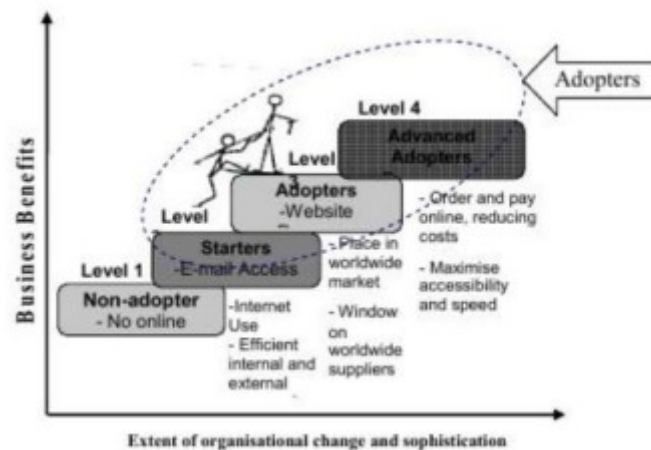 Business Benefits
Adopters
Level 4
Advanced
Adopters
Level
3
Adopters
-Website
- Order and pay
online, reducing
costs
- Maximise
accessibility
and speed
Level
Starters
-E-mail Access
- Place in
worldwide
market
- Window
on
worldwide
suppliers
Level 1
Non-adopter
- No online
-Internet
Use
- Efficient
internal and
external
Extent of organisational change and sophistication